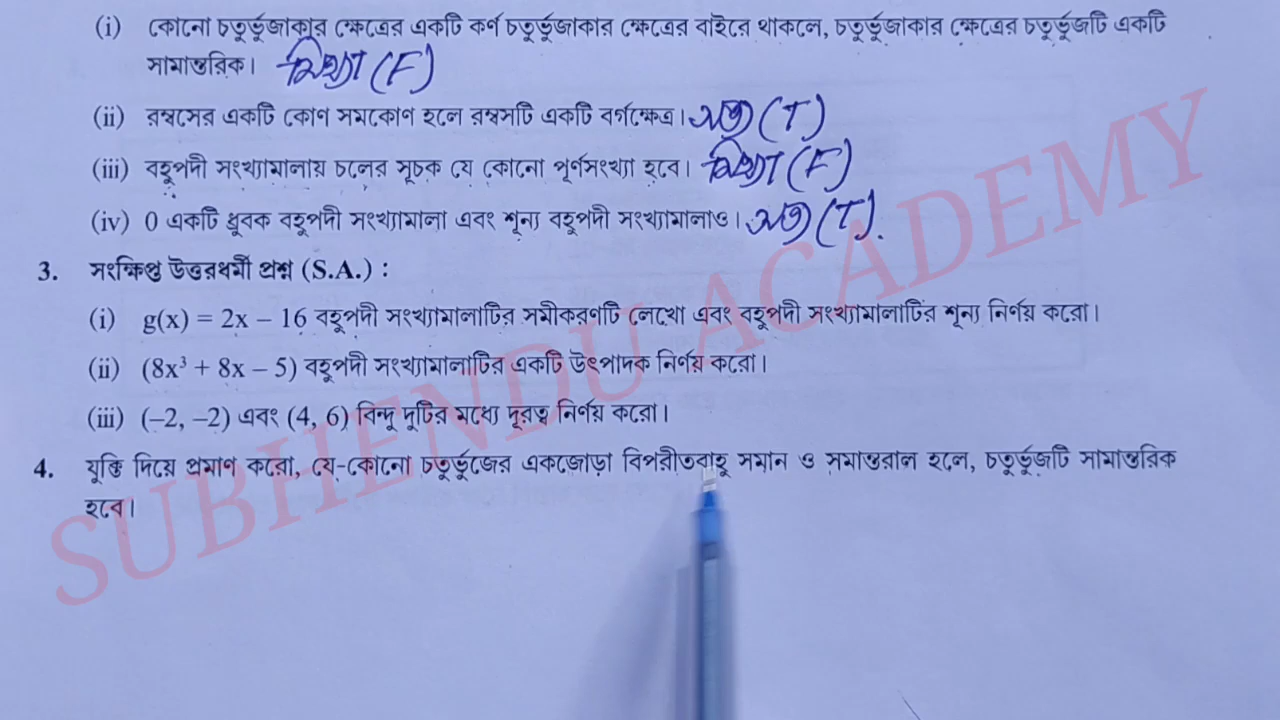 (i) কোনো চতুর্ভুজাকার ক্ষেত্রের একটি কর্ণ চতুর্ভুজাকার ক্ষেত্রের বাইরে থাকলে, চতুর্ভুজাকার ক্ষেত্রের চতুর্ভুজটি একটি
সামান্তরিক। মিথ্যা (F)
(ii) রম্বসের একটি কোণ সমকোণ হলে রম্বসটি একটি বর্গক্ষেত্র। সত্য (T)
(iii) বহুপদী সংখ্যামালায় চলের সূচক যে কোনো পূর্ণসংখ্যা হবে। মিথ্যা (F)
(iv) 0 একটি ধ্রুবক বহুপদী সংখ্যামালা এবং শূন্য বহুপদী সংখ্যামালাও। সত্য (T).
3. সংক্ষিপ্ত উত্তরধর্মী প্রশ্ন (S.A.) :
(i) g(x) = 2x – 16 বহুপদী সংখ্যামালাটির সমীকরণটি লেখো এবং বহুপদী সংখ্যামালাটির শূন্য নির্ণয় করো।
(ii) (8x³ + 8x – 5) বহুপদী সংখ্যামালাটির একটি উৎপাদক নির্ণয় করো।
(iii) (–2, –2) এবং (4, 6) বিন্দু দুটির মধ্যে দূরত্ব নির্ণয় করো।
4. যুক্তি দিয়ে প্রমাণ করো, যে-কোনো চতুর্ভুজের একজোড়া বিপরীতবাহু সমান ও সমান্তরাল হলে, চতুর্ভুজটি সামান্তরিক
হবে।
SUBHENDU ACADEMY